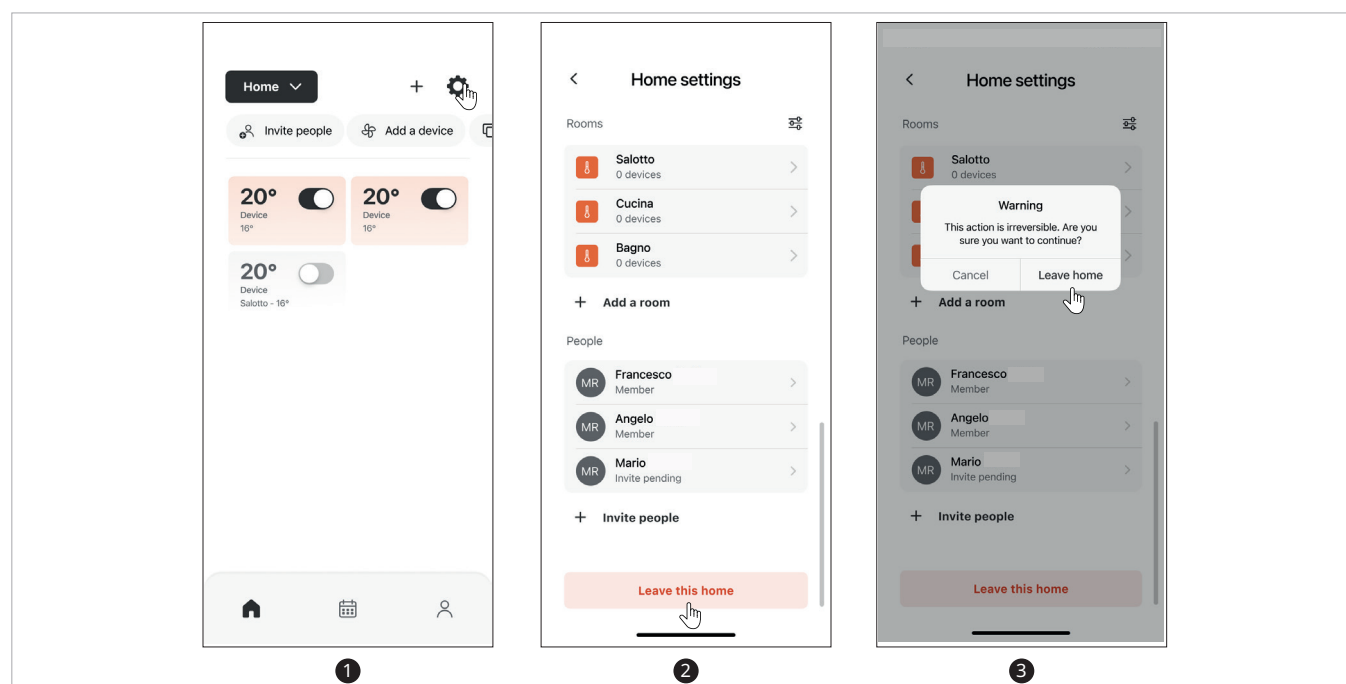 Home
Invite people
Add a device
20°
Device
16°
20°
Device
16°
20°
Device
Salotto - 16°
1
Home settings
Rooms
Salotto
0 devices
Cucina
0 devices
Bagno
0 devices
+ Add a room
People
MR
Francesco
Member
MR
Angelo
Member
MR
Mario
Invite pending
+ Invite people
Leave this home
2
Home settings
Rooms
Salotto
0 devices
Warning
This action is irreversible. Are you
sure you want to continue?
Cancel
Leave home
+ Add a room
People
MR
Francesco
Member
MR
Angelo
Member
MR
Mario
Invite pending
+ Invite people
Leave this home
3